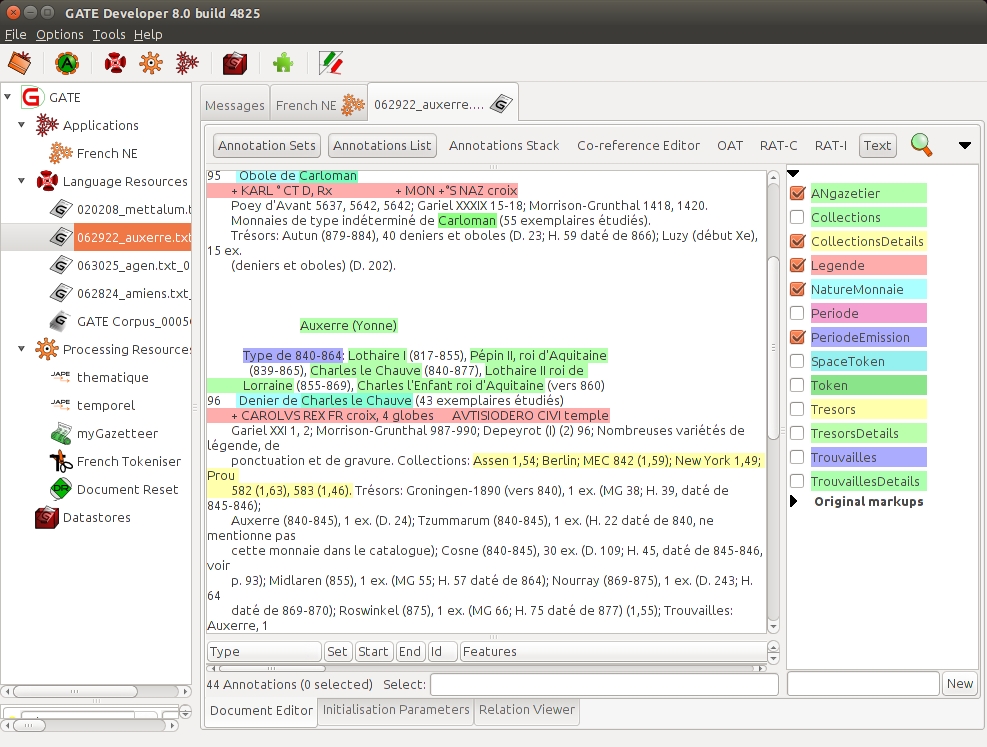 GATE Developer 8.0 build 4825
File Options Tools Help
GATE
Applications
French NE
Language Resources
020208_mettalum.t
062922_auxerre.txt
063025_agen.txt_0
062824_amiens.txt_
GATE Corpus_0005
Processing Resources
thematique
temporel
myGazetteer
French Tokeniser
Document Reset
Datastores
Messages French NE 062922_auxerre....
Annotation Sets Annotations List Annotations Stack Co-reference Editor OAT RAT-C RAT-I Text
95 Obole de Carloman
+ KARL ° CT D, Rx + MON +°S NAZ croix
Poey d'Avant 5637, 5642, 5642; Gariel XXXIX 15-18; Morrison-Grunthal 1418, 1420.
Monnaies de type indéterminé de Carloman (55 exemplaires étudiés).
Trésors: Autun (879-884), 40 deniers et oboles (D. 23; H. 59 daté de 866); Luzy (début Xe),
15 ex.
(deniers et oboles) (D. 202).
Auxerre (Yonne)
Type de 840-864: Lothaire I (817-855), Pépin II, roi d'Aquitaine
(839-865), Charles le Chauve (840-877), Lothaire II roi de
Lorraine (855-869), Charles l'Enfant roi d'Aquitaine (vers 860)
96 Denier de Charles le Chauve (43 exemplaires étudiés)
+ CAROLVS REX FR croix, 4 globes AVTISIODERO CIVI temple
Gariel XXI 1, 2; Morrison-Grunthal 987-990; Depeyrot (I) (2) 96; Nombreuses variétés de
légende, de
ponctuation et de gravure. Collections: Assen 1,54; Berlin; MEC 842 (1,59); New York 1,49;
Prou
582 (1,63), 583 (1,46). Trésors: Groningen-1890 (vers 840), 1 ex. (MG 38; H. 39, daté de
845-846);
Auxerre (840-845), 1 ex. (D. 24); Tzummarum (840-845), 1 ex. (H. 22 daté de 840, ne
mentionne pas
cette monnaie dans le catalogue); Cosne (840-845), 30 ex. (D. 109; H. 45, daté de 845-846,
voir
p. 93); Midlaren (855), 1 ex. (MG 55; H. 57 daté de 864); Nourray (869-875), 1 ex. (D. 243; H.
64
daté de 869-870); Roswinkel (875), 1 ex. (MG 66; H. 75 daté de 877) (1,55); Trouvailles:
Auxerre, 1
Type Set Start End Id Features
44 Annotations (0 selected) Select:
Document Editor Initialisation Parameters Relation Viewer
ANgazetier
Collections
CollectionsDetails
Legende
NatureMonnaie
Periode
PeriodeEmission
SpaceToken
Token
Tresors
TresorsDetails
Trouvailles
TrouvaillesDetails
Original markups
New